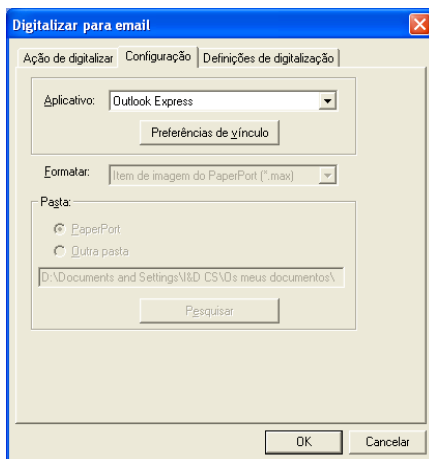 Digitalizar para email
Ação de digitalizar Configuração Definições de digitalização
Aplicativo: Outlook Express
Preferências de vínculo
Formatar: Item de imagem do PaperPort (*.max)
Pasta:
PaperPort
Outra pasta
D:\Documents and Settings\I&D CS\Os meus documentos\
Pesquisar
OK Cancelar